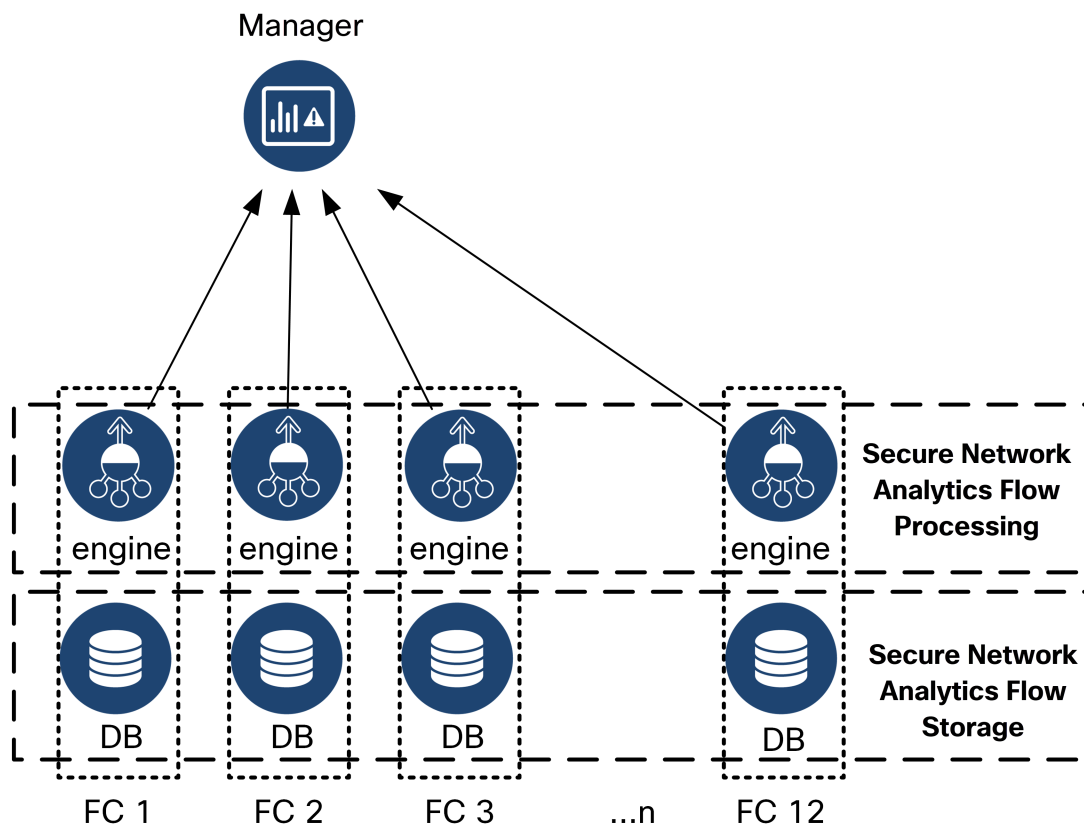 Manager
engine
engine
engine
engine
Secure Network
Analytics Flow
Processing
DB
DB
DB
DB
Secure Network
Analytics Flow
Storage
FC 1
FC 2
FC 3
...n
FC 12